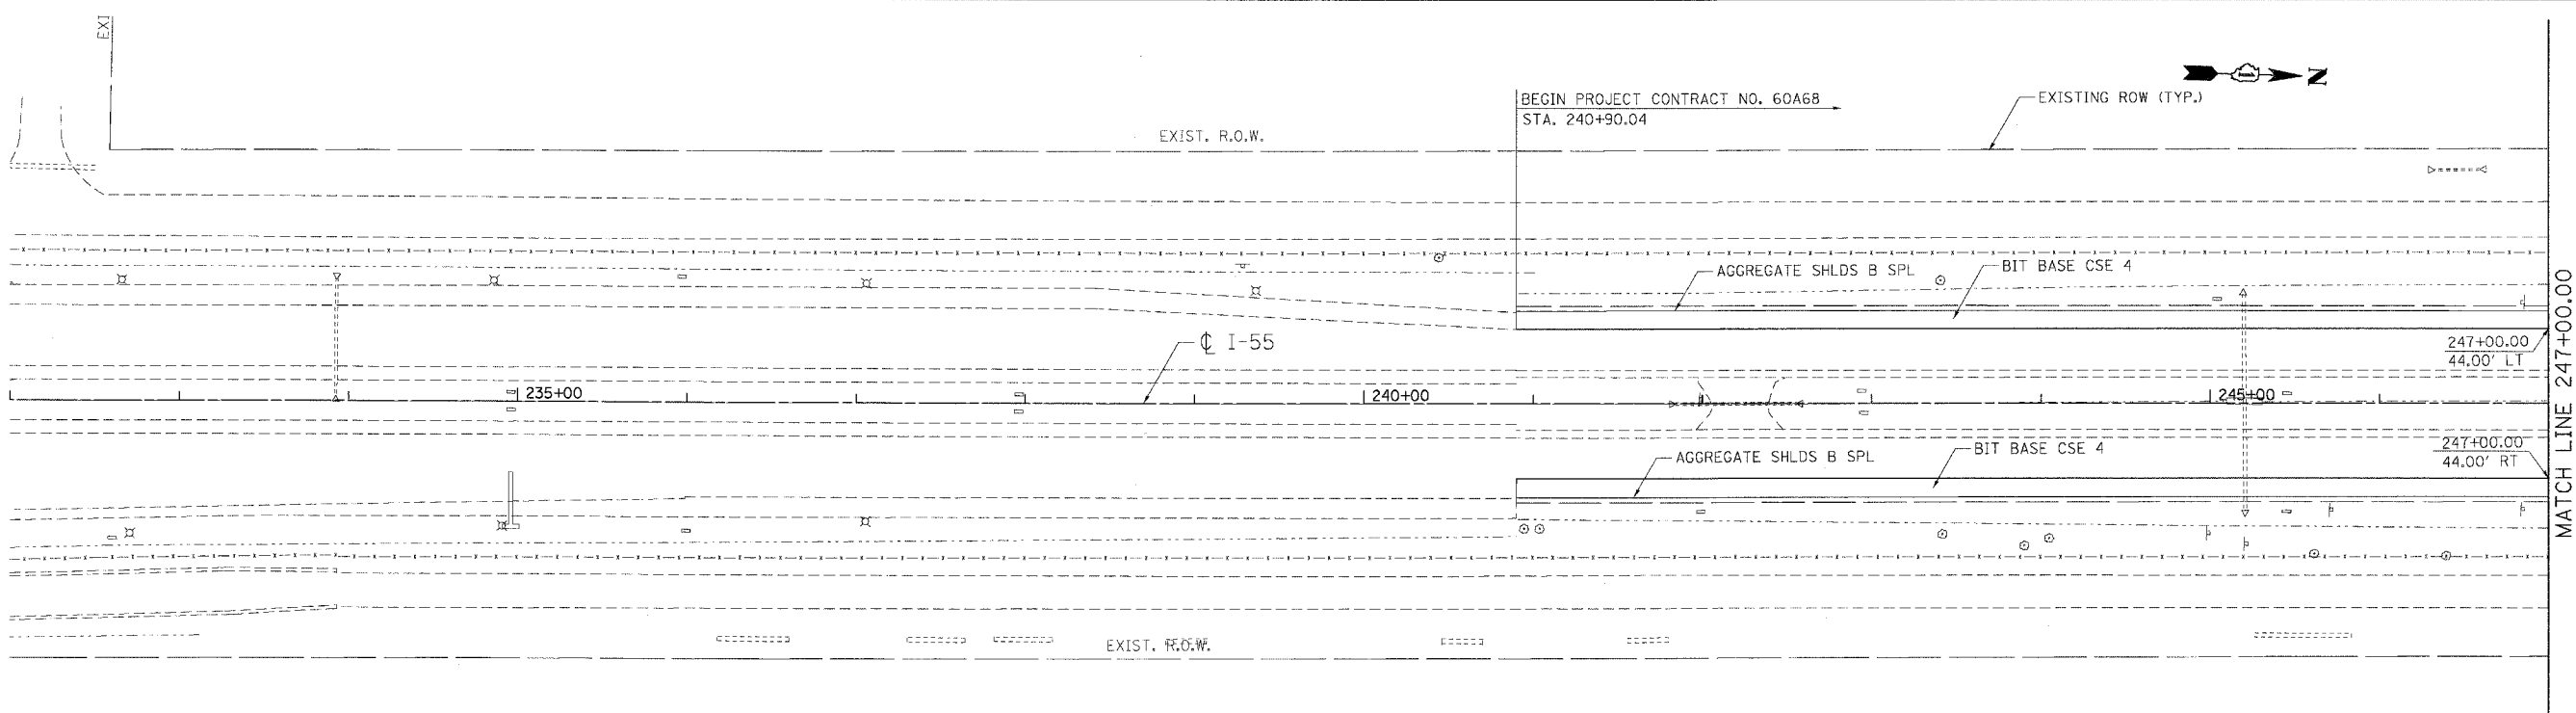 EXI
N
BEGIN PROJECT CONTRACT NO. 60A68
STA. 240+90.04
EXISTING ROW (TYP.)
EXIST. R.O.W.
AGGREGATE SHLDS B SPL
BIT BASE CSE 4
℄ I-55
247+00.00
44.00' LT
235+00
240+00
245+00
247+00.00
44.00' RT
AGGREGATE SHLDS B SPL
BIT BASE CSE 4
EXIST. R.O.W.
MATCH LINE 247+00.00